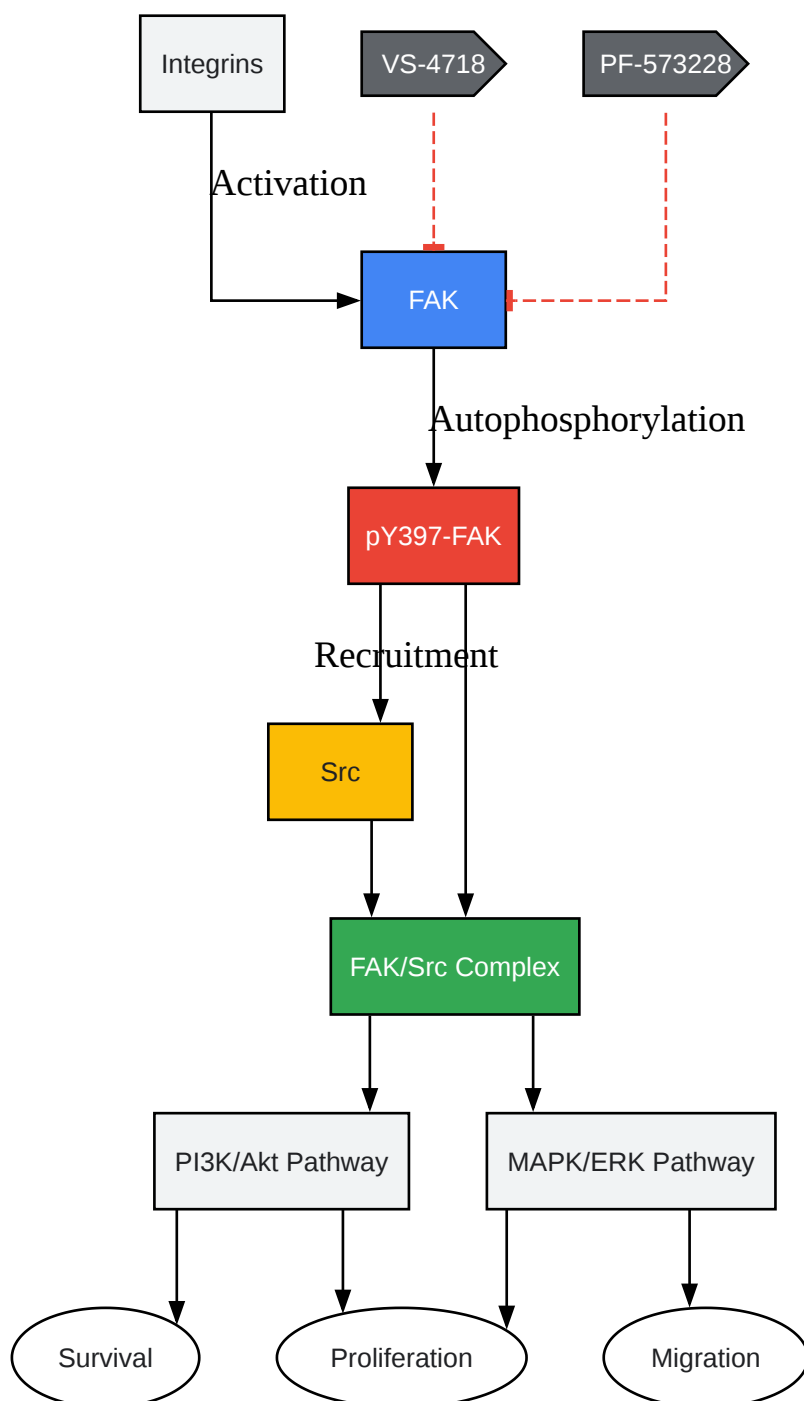 Integrins
VS-4718
PF-573228
Activation
FAK
Autophosphorylation
pY397-FAK
Recruitment
Src
FAK/Src Complex
PI3K/Akt Pathway
MAPK/ERK Pathway
Survival
Proliferation
Migration